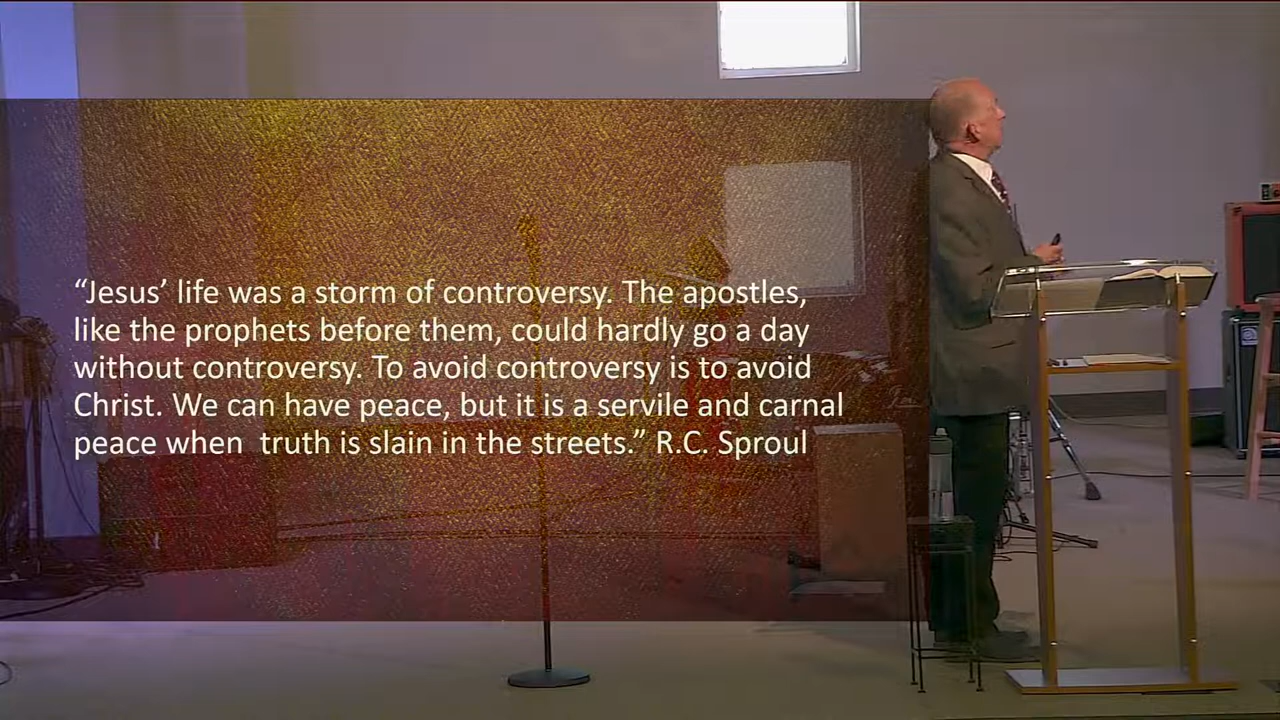 “Jesus’ life was a storm of controversy. The apostles,
like the prophets before them, could hardly go a day
without controversy. To avoid controversy is to avoid
Christ. We can have peace, but it is a servile and carnal
peace when  truth is slain in the streets.” R.C. Sproul